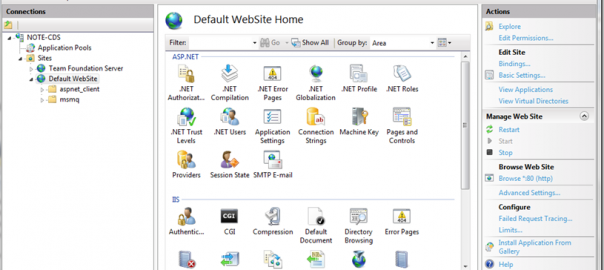 Connections
NOTE-CDS
Application Pools
Sites
Team Foundation Server
Default WebSite
aspnet_client
msmq
Default WebSite Home
Filter:
Go
Show All
Group by:
Area
ASP.NET
.NET Authorizat...
.NET Compilation
.NET Error Pages
.NET Globalization
.NET Profile
.NET Roles
.NET Trust Levels
.NET Users
Application Settings
Connection Strings
Machine Key
Pages and Controls
Providers
Session State
SMTP E-mail
IIS
Authentic...
CGI
CGI
Compression
Default Document
Directory Browsing
Error Pages
404
404
ab
Actions
Explore
Edit Permissions...
Edit Site
Bindings...
Basic Settings...
View Applications
View Virtual Directories
Manage Web Site
Restart
Start
Stop
Browse Web Site
Browse *:80 (http)
Advanced Settings...
Configure
Failed Request Tracing...
Limits...
Install Application From Gallery
Help